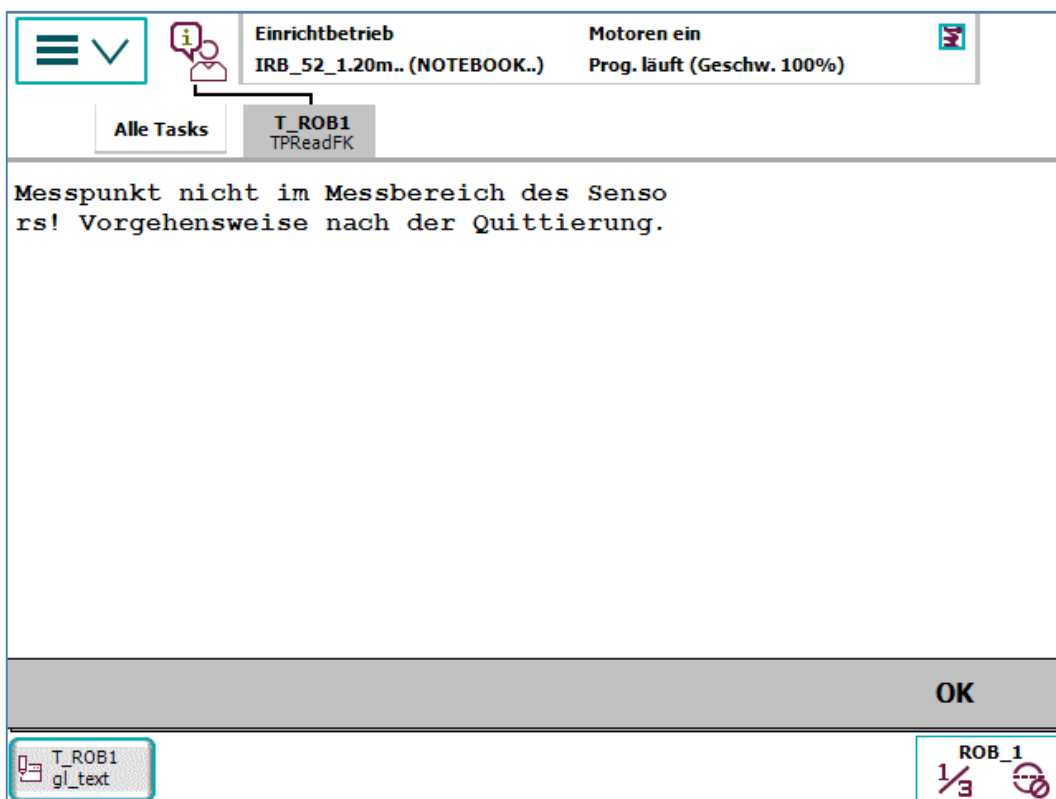 Einrichtbetrieb
Motoren ein
IRB_52_1.20m.. (NOTEBOOK..)
Prog. läuft (Geschw. 100%)
Alle Tasks
T_ROB1
TPReadFK
Messpunkt nicht im Messbereich des Senso
rs! Vorgehensweise nach der Quittierung.
OK
T_ROB1
gl_text
ROB_1
1/3